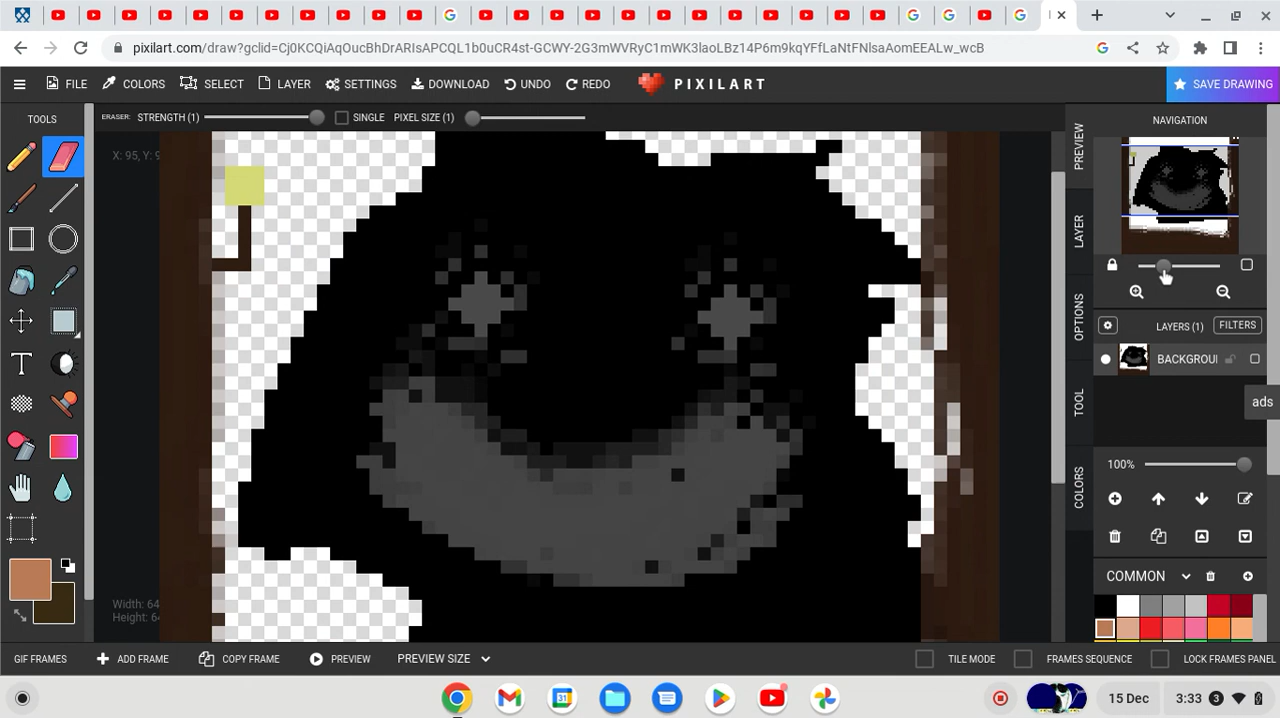 pixilart.com/draw?gclid=Cj0KCQiAqOucBhDrARIsAPCQL1b0uCR4st-GCWY-2G3mWVRyC1mWK3laoLBz14P6m9kqYFfLaNtFNlsaAomEEALw_wcB
FILE COLORS SELECT LAYER SETTINGS DOWNLOAD UNDO REDO PIXILART SAVE DRAWING
TOOLS
ERASER: STRENGTH (1) SINGLE PIXEL SIZE (1)
NAVIGATION
X: 95, Y: 9
PREVIEW
LAYER
OPTIONS
TOOL
COLORS
LAYERS (1) FILTERS
BACKGROU
ads
100%
COMMON
Width: 64
Height: 64
GIF FRAMES ADD FRAME COPY FRAME PREVIEW PREVIEW SIZE TILE MODE FRAMES SEQUENCE LOCK FRAMES PANEL
15 Dec 3:33 3